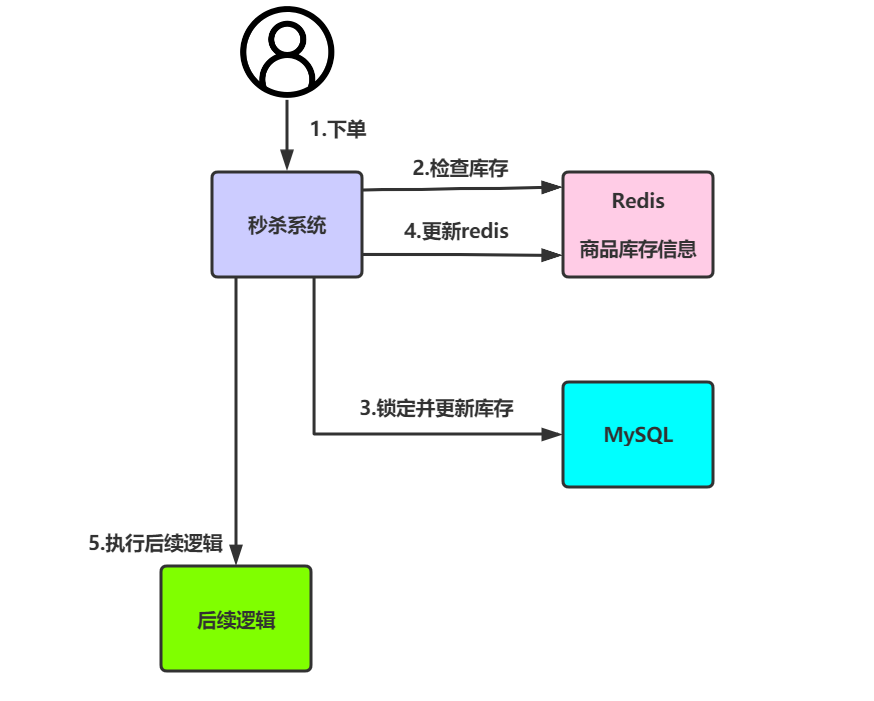 1.下单
2.检查库存
秒杀系统
Redis
商品库存信息
4.更新redis
3.锁定并更新库存
MySQL
5.执行后续逻辑
后续逻辑